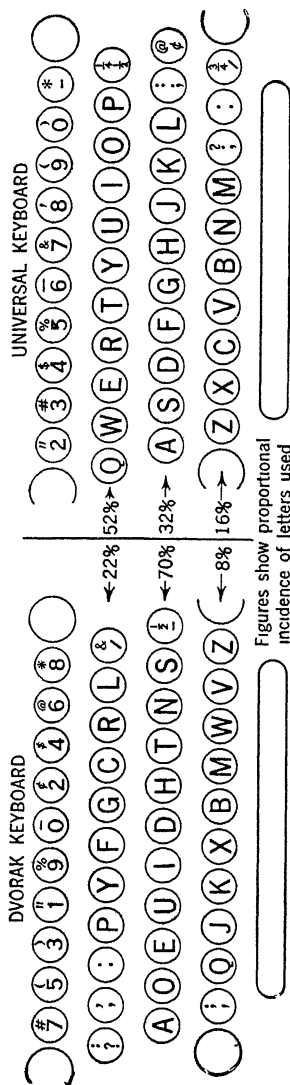 DVORAK KEYBOARD
# 7 ( 5 ) 3 " 1 % 9 – 0 ¢ 2 $ 4 @ 6 * 8
? ; , : P Y F G C R L & /
A O E U I D H T N S ½ –
; Q J K X B M W V Z
←22% 52%→
←70% 32%→
←8% 16%→
UNIVERSAL KEYBOARD
" 2 # 3 $ 4 % 5 – 6 & 7 ' 8 ( 9 ) 0 * -
Q W E R T Y U I O P ¼ ½
A S D F G H J K L ; @ ¢
Z X C V B N M ? , : ¾ /
Figures show proportional
incidence of letters used